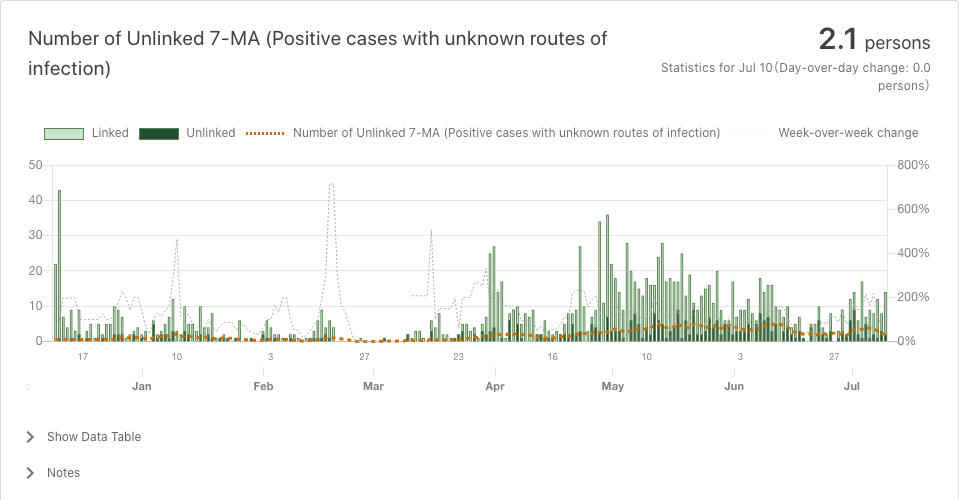 Number of Unlinked 7-MA (Positive cases with unknown routes of
infection)
2.1 persons
Statistics for Jul 10(Day-over-day change: 0.0
persons)
Linked Unlinked Number of Unlinked 7-MA (Positive cases with unknown routes of infection) Week-over-week change
50 800%
40 600%
30 400%
20 200%
10 0%
0
17 10 3 27 23 16 10 3 27
Jan Feb Mar Apr May Jun Jul
Show Data Table
Notes